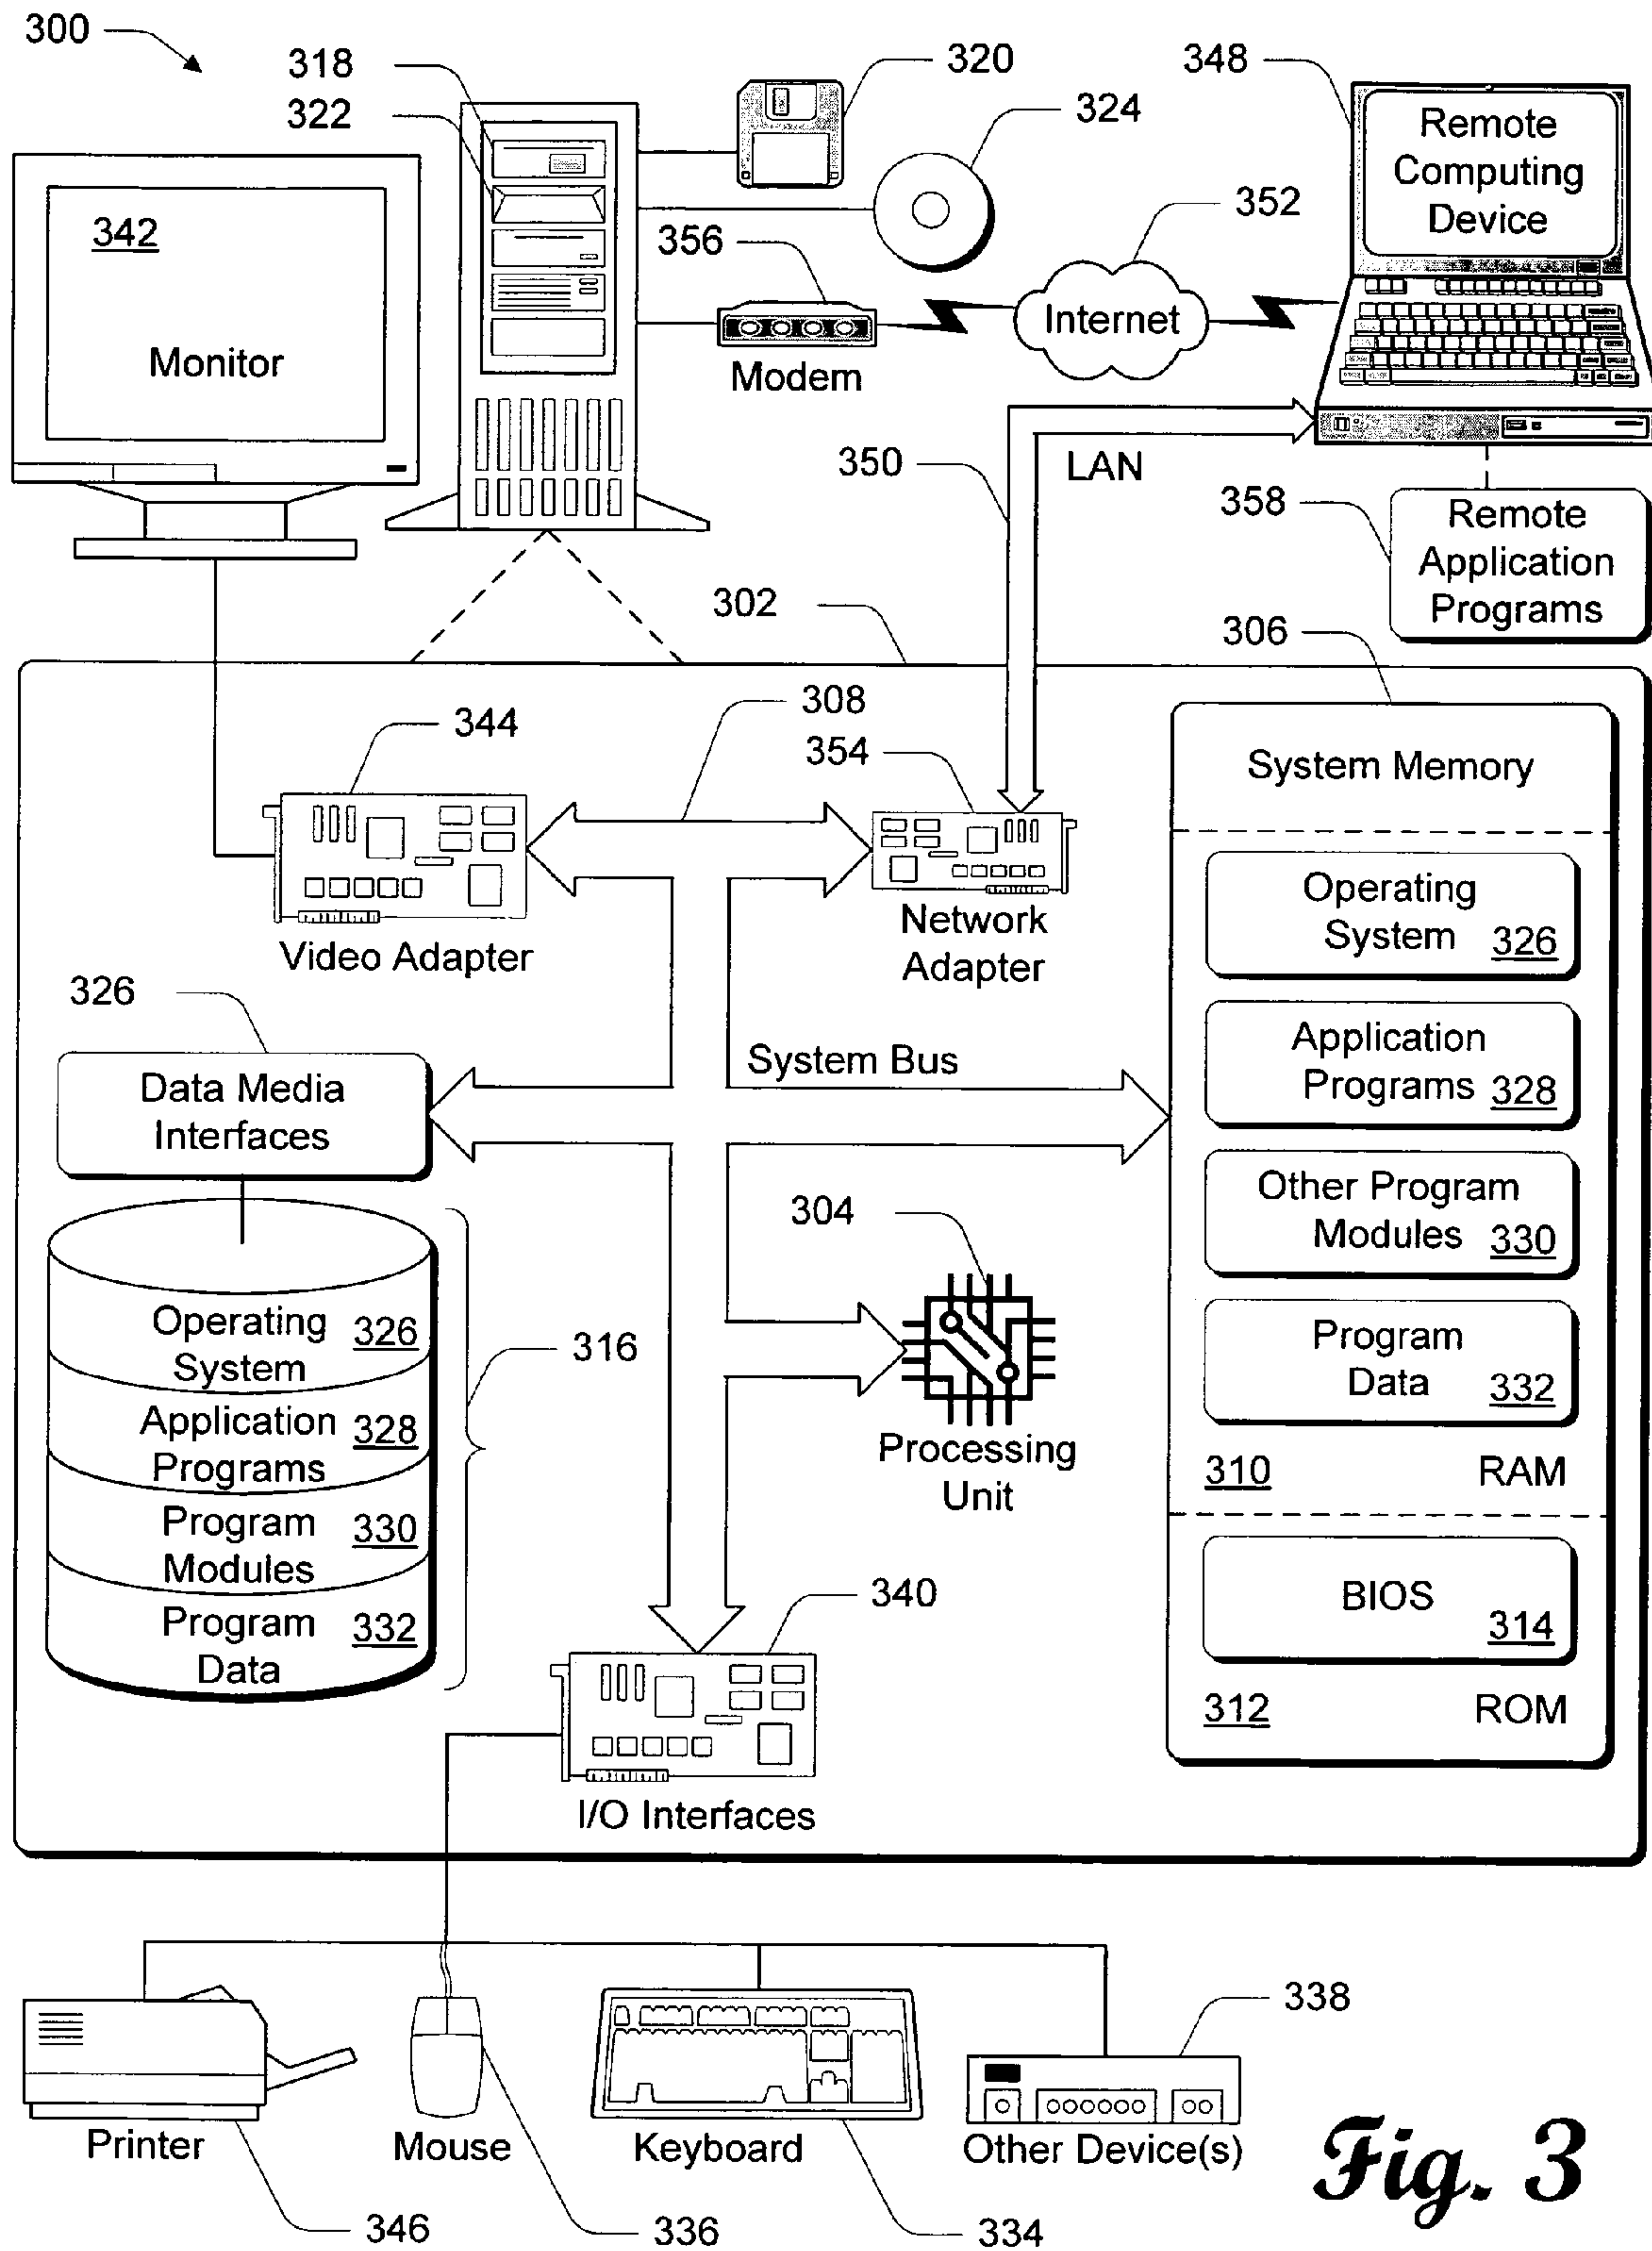 300
318
322
320
324
348
Remote
Computing
Device
342
Monitor
356
352
Internet
Modem
350
LAN
358
Remote
Application
Programs
302
306
308
344
354
System Memory
Operating
System 326
Video Adapter
Network
Adapter
326
Data Media
Interfaces
System Bus
Application
Programs 328
Other Program
Modules 330
304
Program
Data 332
Processing
Unit
310 RAM
Operating 326
System
Application 328
Programs
Program 330
Modules
Program 332
Data
316
BIOS
314
312 ROM
340
I/O Interfaces
338
Printer
Mouse
Keyboard
Other Device(s)
346
336
334
Fig. 3